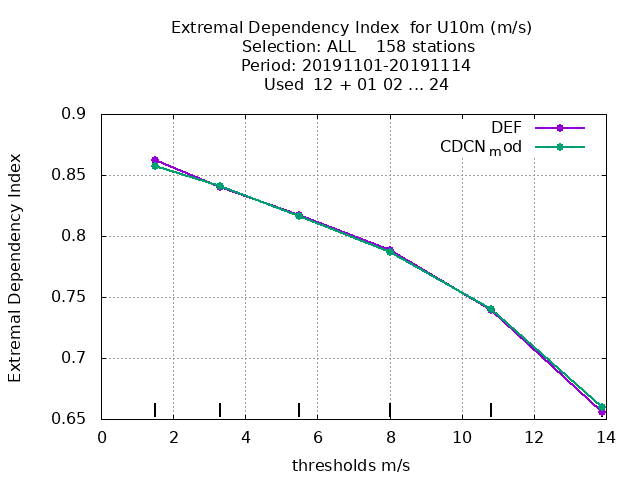 Extremal Dependency Index  for U10m (m/s)
Selection: ALL    158 stations
Period: 20191101-20191114
Used  12 + 01 02 ... 24
DEF
CDCNmod
0.9
0.85
0.8
0.75
0.7
0.65
Extremal Dependency Index
0 2 4 6 8 10 12 14
thresholds m/s